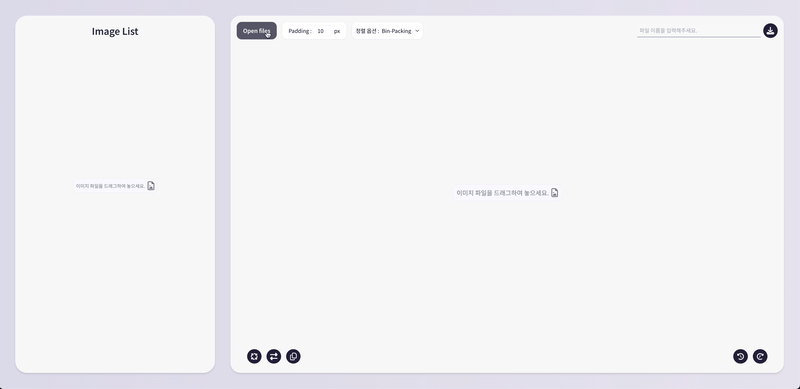 Image List
이미지 파일을 드래그하여 놓으세요.
Open files
Padding : 10 px
정렬 옵션 : Bin-Packing
파일 이름을 입력해주세요.
이미지 파일을 드래그하여 놓으세요.